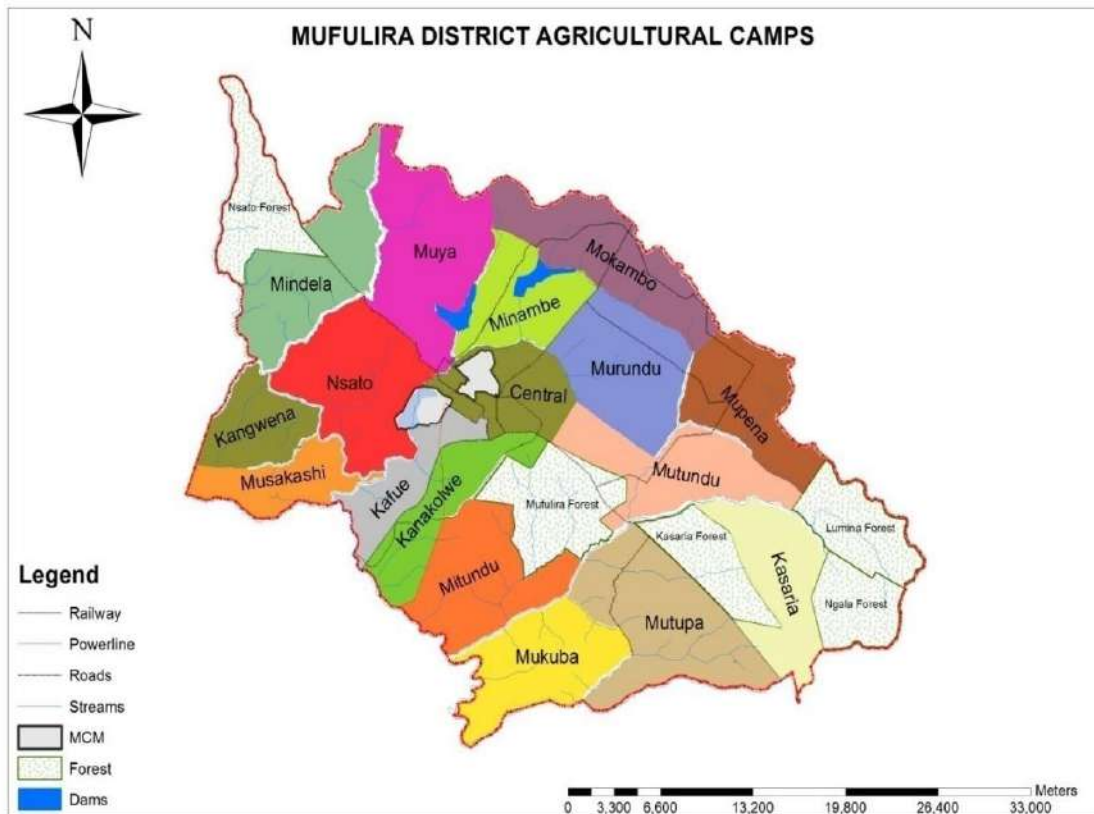 MUFULIRA DISTRICT AGRICULTURAL CAMPS
N
Nsato Forest
Muya
Mokambo
Mindela
Minambe
Murundu
Nsato
Central
Mupena
Kangwena
Musakashi
Mutundu
Kafue
Kanakolwe
Mufulira Forest
Lumina Forest
Kasaria Forest
Kasaria
Mitundu
Ngala Forest
Mutupa
Mukuba
Legend
Railway
Powerline
Roads
Streams
MCM
Forest
Dams
Meters
0 3,300 6,600 13,200 19,800 26,400 33,000